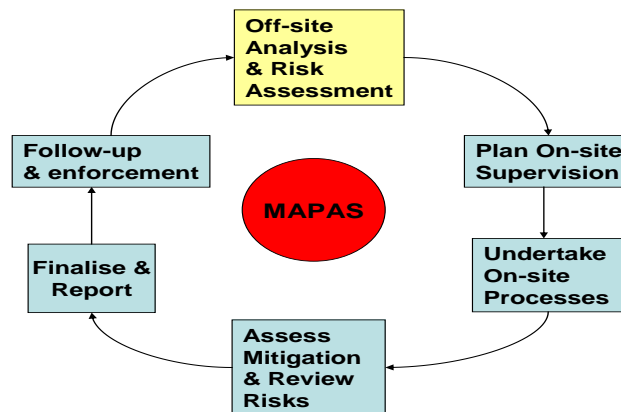 Off-site
Analysis
& Risk
Assessment
Follow-up
& enforcement
Plan On-site
Supervision
MAPAS
Finalise &
Report
Undertake
On-site
Processes
Assess
Mitigation
& Review
Risks